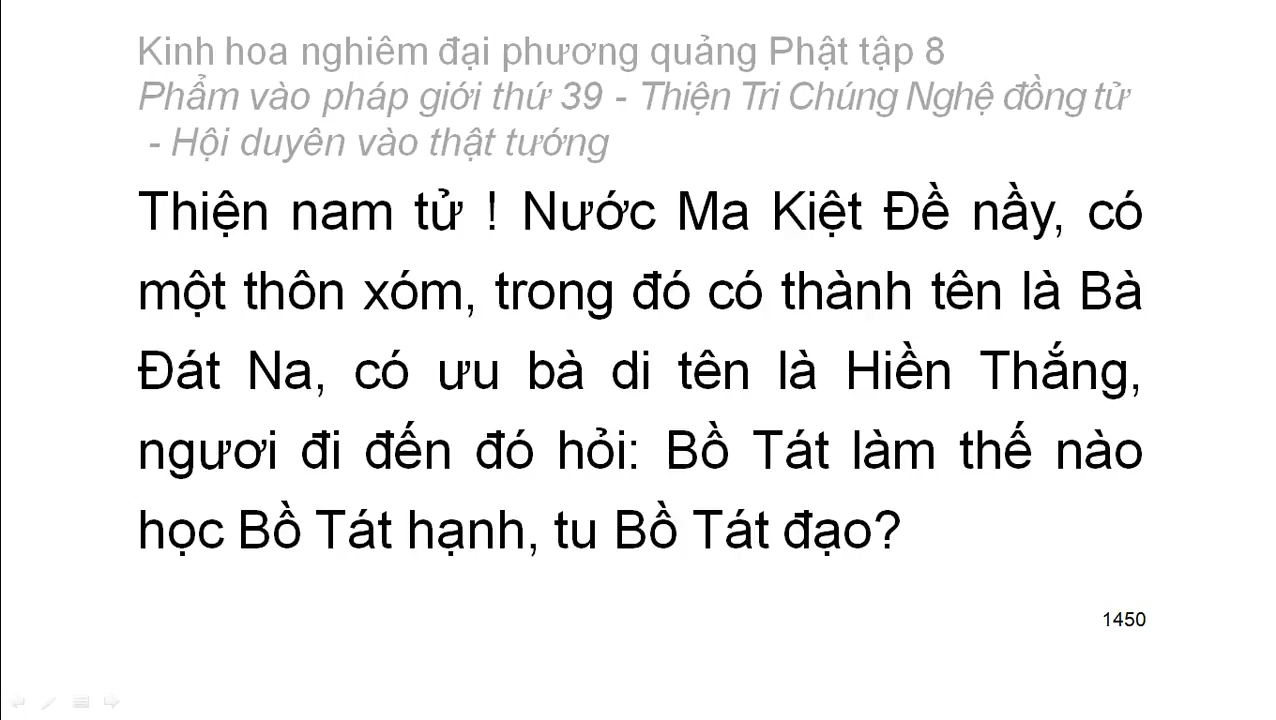 Kinh hoa nghiêm đại phương quảng Phật tập 8
Phẩm vào pháp giới thứ 39 - Thiện Tri Chúng Nghệ đồng tử
- Hội duyên vào thật tướng
Thiện nam tử ! Nước Ma Kiệt Đề nầy, có
một thôn xóm, trong đó có thành tên là Bà
Đát Na, có ưu bà di tên là Hiền Thắng,
ngươi đi đến đó hỏi: Bồ Tát làm thế nào
học Bồ Tát hạnh, tu Bồ Tát đạo?
1450